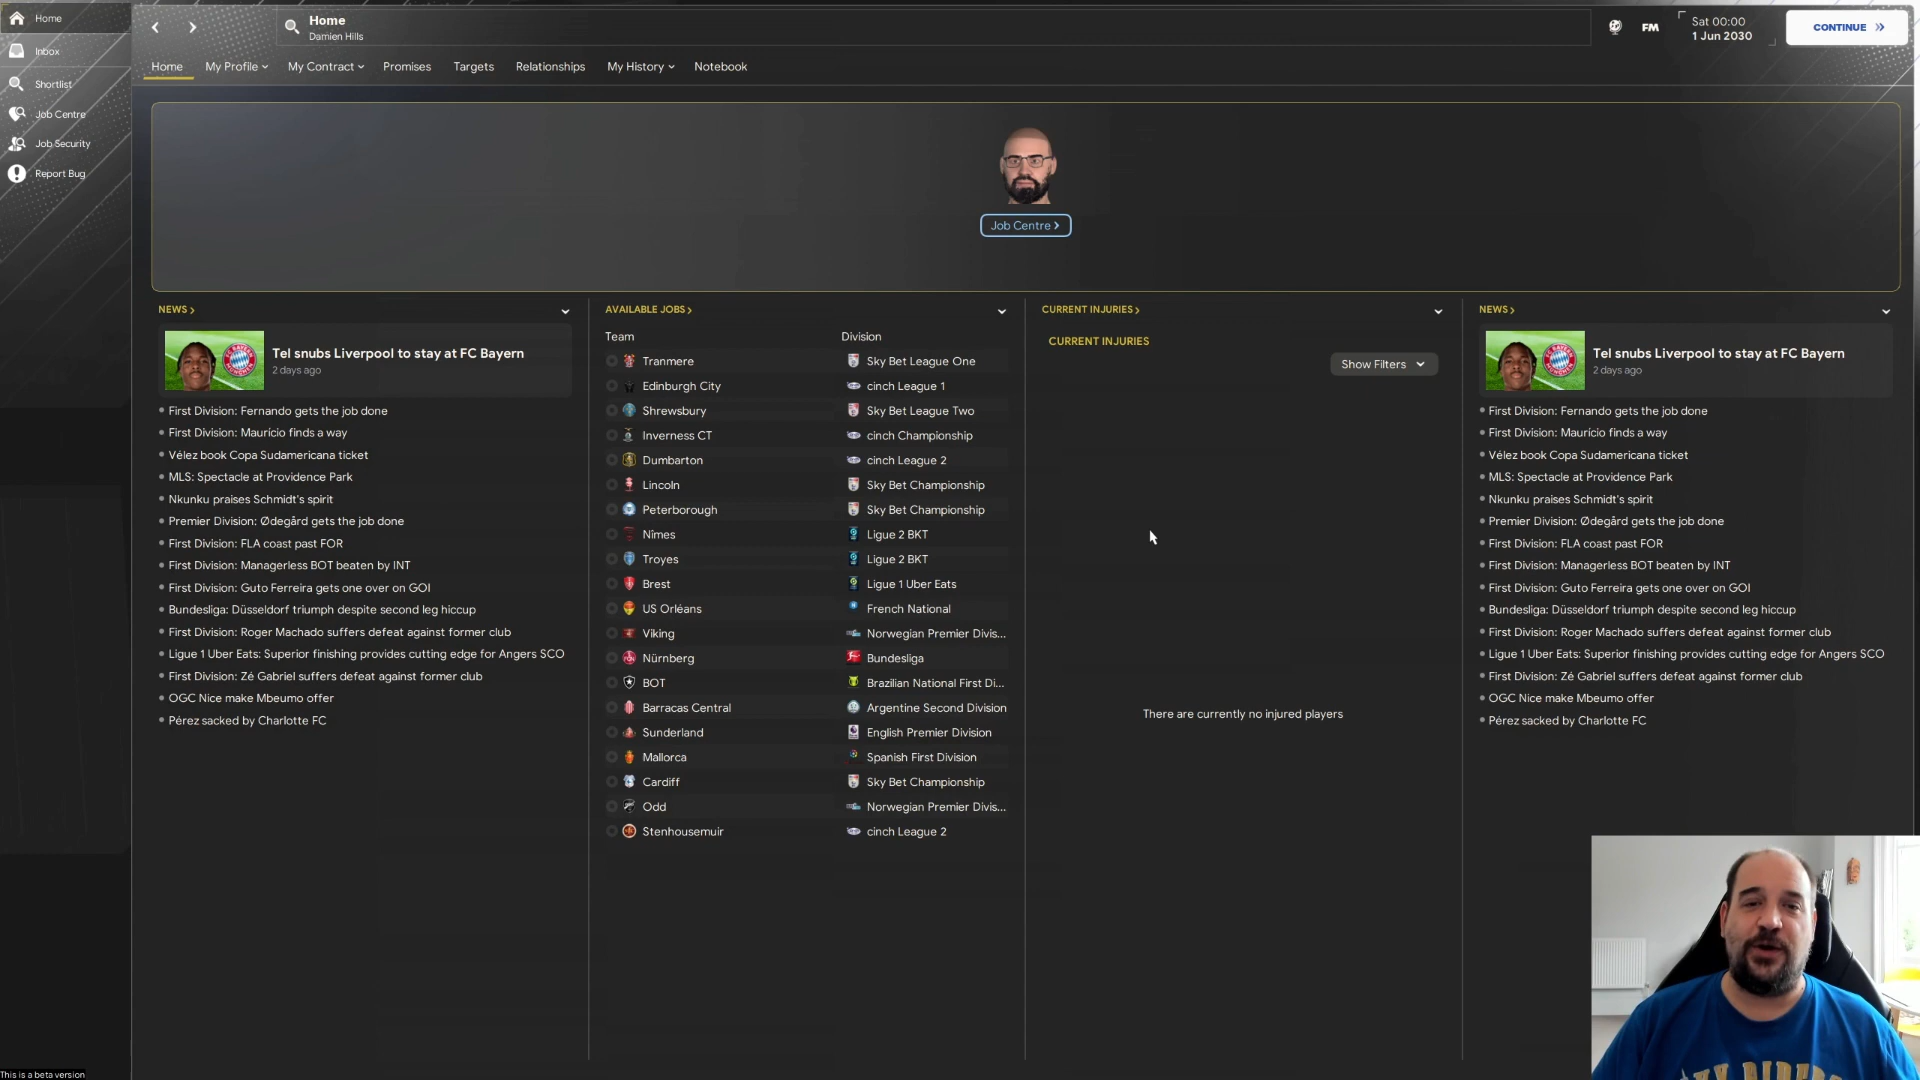 Home
Inbox
Shortlist
Job Centre
Job Security
Report Bug
Home
Damien Hills
FM
Sat 00:00
1 Jun 2030
CONTINUE
Home
My Profile
My Contract
Promises
Targets
Relationships
My History
Notebook
Job Centre >
NEWS >
Tel snubs Liverpool to stay at FC Bayern
2 days ago
First Division: Fernando gets the job done
First Division: Maurício finds a way
Vélez book Copa Sudamericana ticket
MLS: Spectacle at Providence Park
Nkunku praises Schmidt's spirit
Premier Division: Ødegård gets the job done
First Division: FLA coast past FOR
First Division: Managerless BOT beaten by INT
First Division: Guto Ferreira gets one over on GOI
Bundesliga: Düsseldorf triumph despite second leg hiccup
First Division: Roger Machado suffers defeat against former club
Ligue 1 Uber Eats: Superior finishing provides cutting edge for Angers SCO
First Division: Zé Gabriel suffers defeat against former club
OGC Nice make Mbeumo offer
Pérez sacked by Charlotte FC
AVAILABLE JOBS >
Team Division
Tranmere Sky Bet League One
Edinburgh City cinch League 1
Shrewsbury Sky Bet League Two
Inverness CT cinch Championship
Dumbarton cinch League 2
Lincoln Sky Bet Championship
Peterborough Sky Bet Championship
Nîmes Ligue 2 BKT
Troyes Ligue 2 BKT
Brest Ligue 1 Uber Eats
US Orléans French National
Viking Norwegian Premier Divis...
Nürnberg Bundesliga
BOT Brazilian National First Di...
Barracas Central Argentine Second Division
Sunderland English Premier Division
Mallorca Spanish First Division
Cardiff Sky Bet Championship
Odd Norwegian Premier Divis...
Stenhousemuir cinch League 2
CURRENT INJURIES >
CURRENT INJURIES
Show Filters
There are currently no injured players
NEWS >
Tel snubs Liverpool to stay at FC Bayern
2 days ago
First Division: Fernando gets the job done
First Division: Maurício finds a way
Vélez book Copa Sudamericana ticket
MLS: Spectacle at Providence Park
Nkunku praises Schmidt's spirit
Premier Division: Ødegård gets the job done
First Division: FLA coast past FOR
First Division: Managerless BOT beaten by INT
First Division: Guto Ferreira gets one over on GOI
Bundesliga: Düsseldorf triumph despite second leg hiccup
First Division: Roger Machado suffers defeat against former club
Ligue 1 Uber Eats: Superior finishing provides cutting edge for Angers SCO
First Division: Zé Gabriel suffers defeat against former club
OGC Nice make Mbeumo offer
Pérez sacked by Charlotte FC
This is a beta version